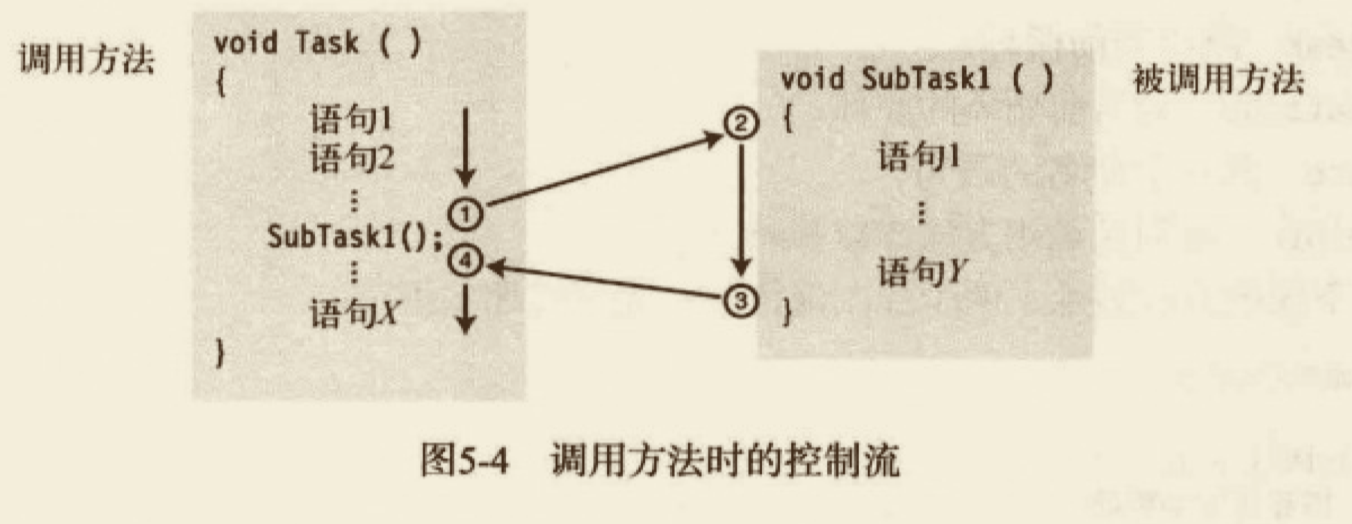 调用方法
void Task ( )
{
语句1
语句2
⋮
①
SubTask1();
④
⋮
语句X
}
void SubTask1 ( )
被调用方法
② {
语句1
⋮
语句Y
③ }
图5-4 调用方法时的控制流